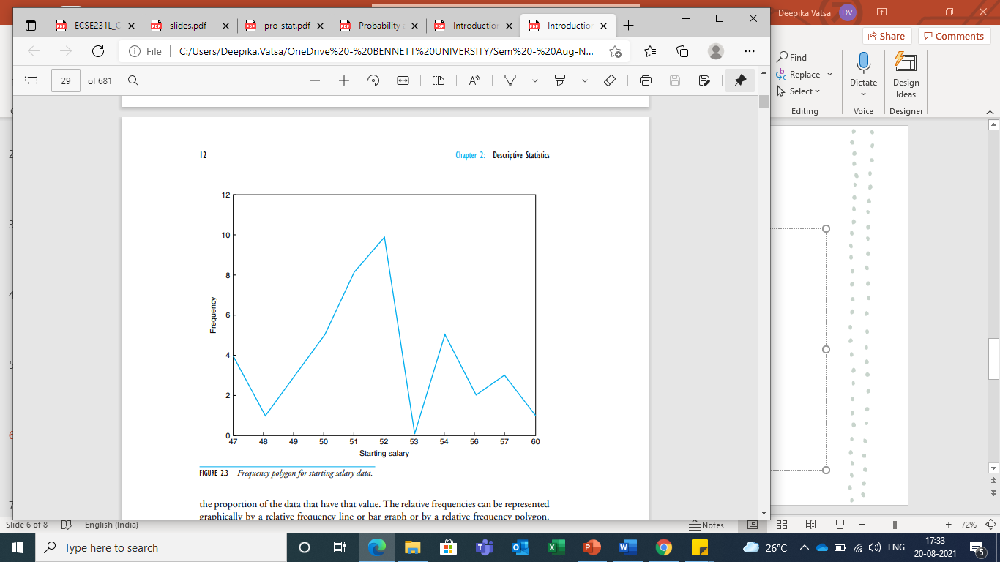 Deepika Vatsa DV
ECSE231L_C
slides.pdf
pro-stat.pdf
Probability
Introduction
Introduction
File C:/Users/Deepika.Vatsa/OneDrive%20-%20BENNETT%20UNIVERSITY/Sem%20-%20Aug-N...
Share Comments
29 of 681
Find
Replace
Select
Editing
Dictate
Voice
Design
Ideas
Designer
12 Chapter 2: Descriptive Statistics
12
10
8
6
4
2
0
Frequency
47 48 49 50 51 52 53 54 56 57 60
Starting salary
FIGURE 2.3 Frequency polygon for starting salary data.
the proportion of the data that have that value. The relative frequencies can be represented
graphically by a relative frequency line or bar graph or by a relative frequency polygon.
2
3
4
5
6
7
Slide 6 of 8 English (India) Notes 72%
Type here to search
26°C ENG 17:33
20-08-2021 5